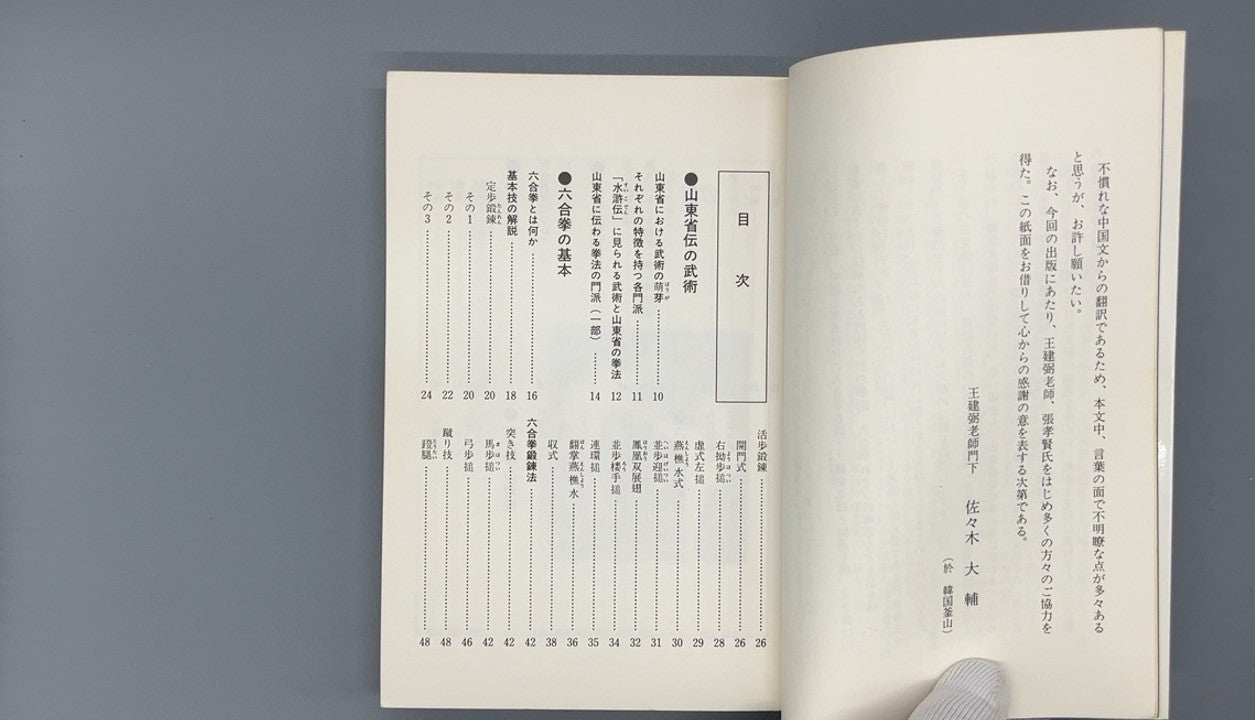 不慣れな中国文からの翻訳であるため、本文中、言葉の面で不明瞭な点が多々ある
と思うが、お許し願いたい。
なお、今回の出版にあたり、王建弼老師、張孝賢氏をはじめ多くの方々のご協力を
得た。この紙面をお借りして心からの感謝の意を表する次第である。
王建弼老師門下 佐々木大輔
（於 韓国釜山）
目次
●山東省伝の武術
山東省における武術の萌芽 10
それぞれの特徴を持つ各門派 11
「水滸伝」に見られる武術と山東省の拳法 12
山東省に伝わる拳法の門派（一部） 14
●六合拳の基本
六合拳とは何か 16
基本技の解説 18
定歩鍛錬 20
その1 20
その2 22
その3 24
活歩鍛錬 26
開門式 26
右拗歩搥 28
虚式左搥 29
燕樵水式 30
並歩迎搥 31
鳳凰双展翅 32
並歩楼手搥 34
連環搥 35
翻掌燕樵水 36
収式 38
六合拳鍛錬法 42
突き技 42
馬歩搥 42
弓歩搥 46
蹴り技 48
蹬腿 48